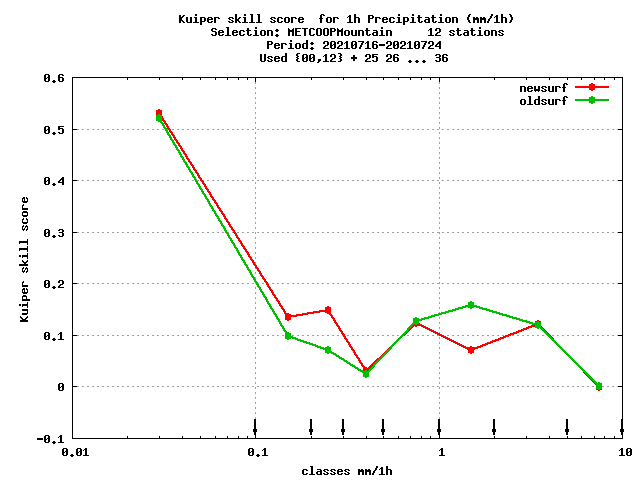 Kuiper skill score  for 1h Precipitation (mm/1h)
Selection: METCOOPMountain     12 stations
Period: 20210716-20210724
Used {00,12} + 25 26 ... 36
newsurf
oldsurf
0.6
0.5
0.4
0.3
0.2
0.1
0
-0.1
Kuiper skill score
0.01
0.1
1
10
classes mm/1h